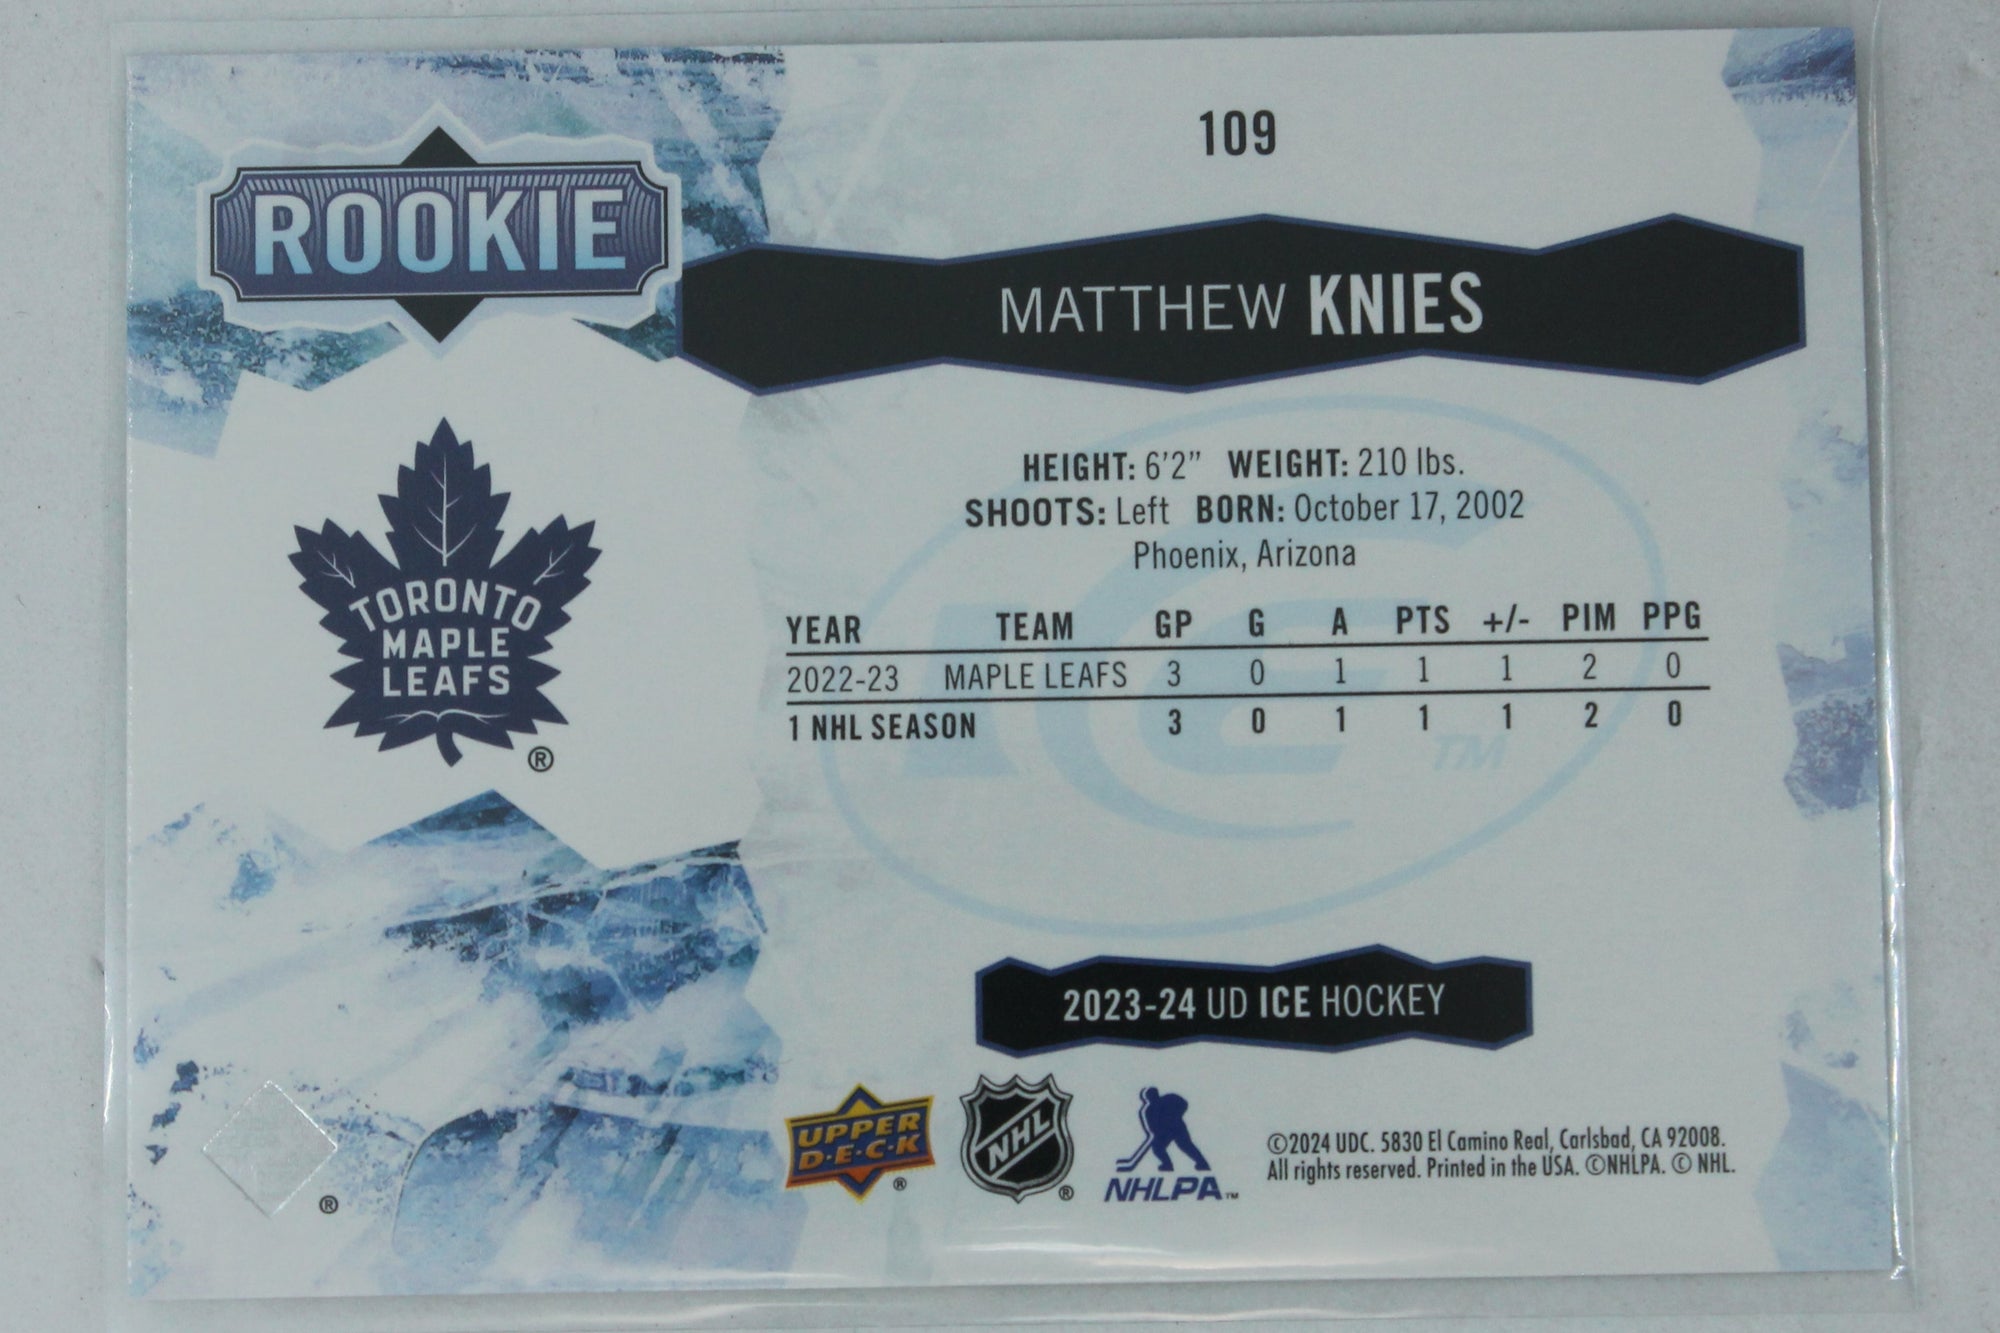 109
ROOKIE
MATTHEW KNIES
TORONTO
MAPLE
LEAFS
®
HEIGHT: 6'2" WEIGHT: 210 lbs.
SHOOTS: Left BORN: October 17, 2002
Phoenix, Arizona
YEAR TEAM GP G A PTS +/- PIM PPG
2022-23 MAPLE LEAFS 3 0 1 1 1 2 0
1 NHL SEASON 3 0 1 1 1 2 0
ICE
TM
2023-24 UD ICE HOCKEY
UPPER
D·E·C·K
®
NHL
®
NHLPA™
©2024 UDC. 5830 El Camino Real, Carlsbad, CA 92008.
All rights reserved. Printed in the USA. ©NHLPA. © NHL.
®